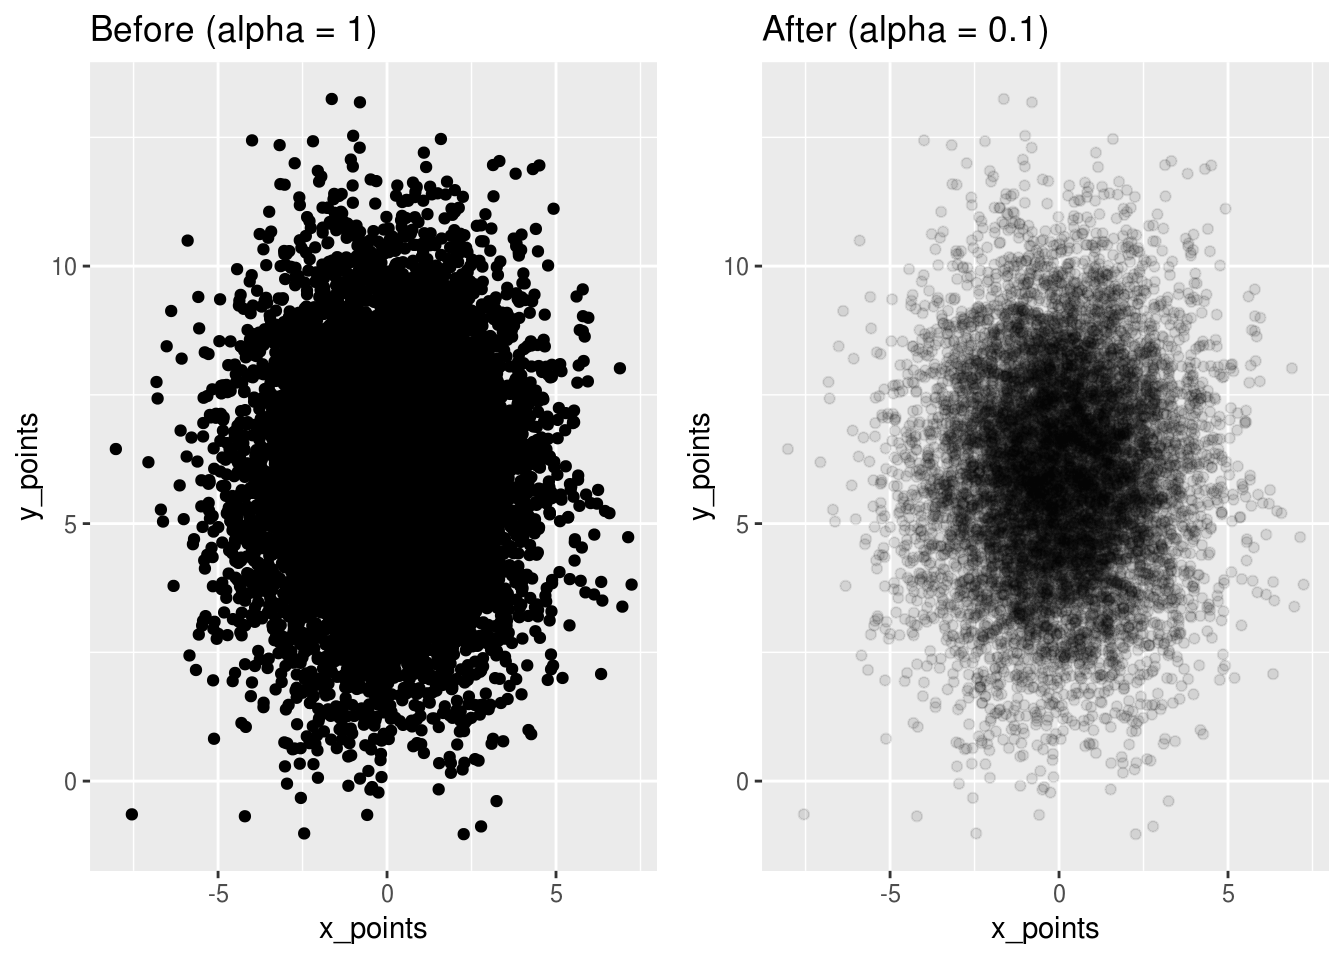 Before (alpha = 1)
10
5
0
-5 0 5
x_points
y_points
After (alpha = 0.1)
10
5
0
-5 0 5
x_points
y_points